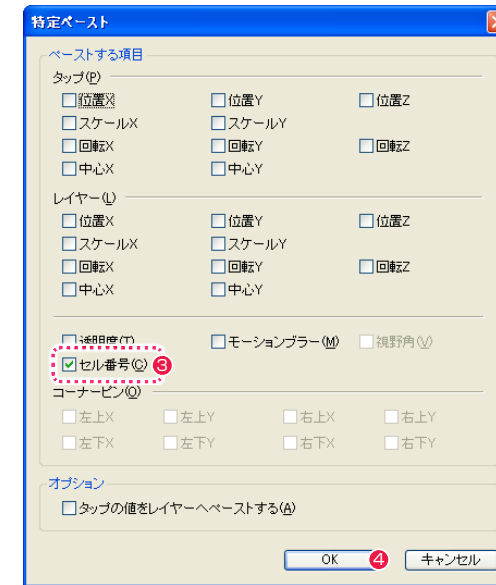 特定ペースト
ペーストする項目
タップ(P)
位置X 位置Y 位置Z
スケールX スケールY
回転X 回転Y 回転Z
中心X 中心Y
レイヤー(L)
位置X 位置Y 位置Z
スケールX スケールY
回転X 回転Y 回転Z
中心X 中心Y
透明度(T) モーションブラー(M) 視野角(V)
セル番号(C) 3
コーナーピン(O)
左上X 左上Y 右上X 右上Y
左下X 左下Y 右下X 右下Y
オプション
タップの値をレイヤーへペーストする(A)
OK 4 キャンセル